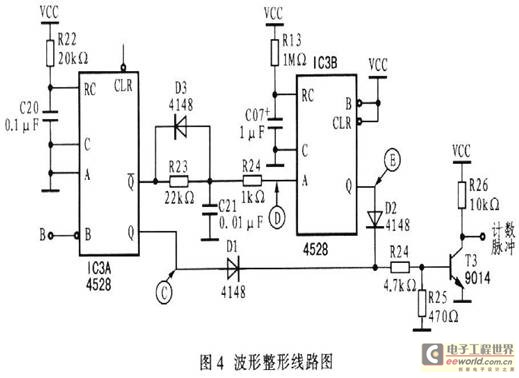 VCC
R22
20kΩ
C20
0.1μF
RC
CLR
C
A
Q̅
B
B
Q
IC3A
4528
D3
4148
R23
22kΩ
C21
0.01μF
R24
1kΩ
D
VCC
R13
1MΩ
C07+
1μF
IC3B
RC
B
CLR
C
A
Q
4528
VCC
E
D2
4148
C
D1
4148
R24
4.7kΩ
R25
470Ω
VCC
R26
10kΩ
计数
脉冲
T3
9014
图4 波形整形线路图
电子工程世界
eeworld.com.cn